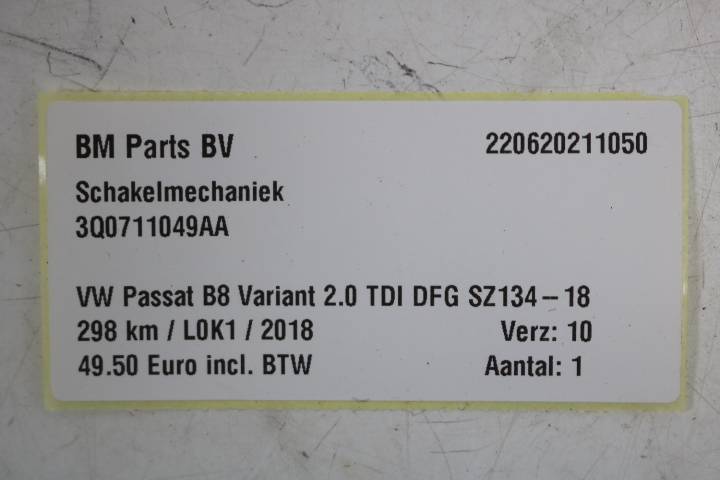 BM Parts BV 220620211050
Schakelmechaniek
3Q0711049AA
VW Passat B8 Variant 2.0 TDI DFG SZ134 – 18
298 km / L0K1 / 2018 Verz: 10
49.50 Euro incl. BTW Aantal: 1